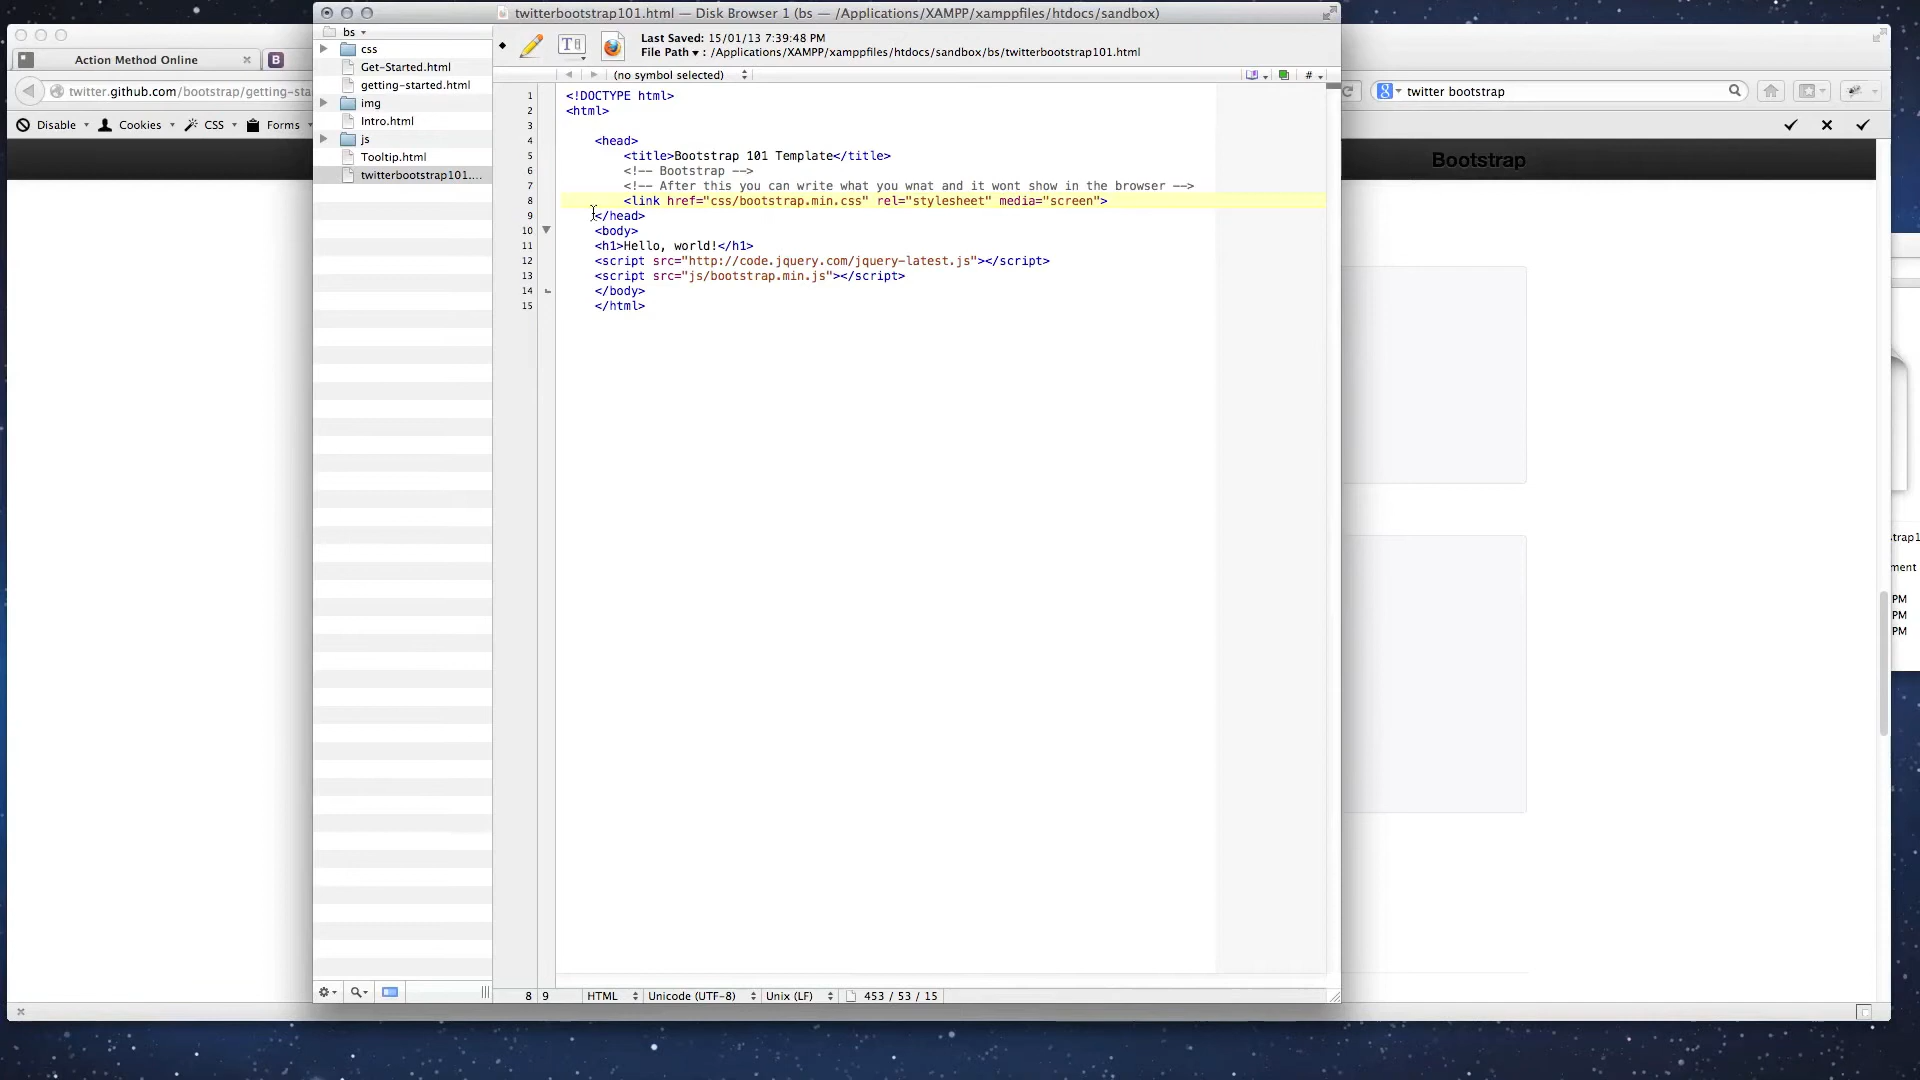 twitterbootstrap101.html — Disk Browser 1 (bs — /Applications/XAMPP/xamppfiles/htdocs/sandbox)
Action Method Online
B
twitter.github.com/bootstrap/getting-sta
Disable
Cookies
CSS
Forms
bs
css
Get-Started.html
getting-started.html
img
Intro.html
js
Tooltip.html
twitterbootstrap101....
Last Saved: 15/01/13 7:39:48 PM
File Path ▾ : /Applications/XAMPP/xamppfiles/htdocs/sandbox/bs/twitterbootstrap101.html
(no symbol selected)
#
1 <!DOCTYPE html>
2 <html>
3
4 <head>
5 <title>Bootstrap 101 Template</title>
6 <!-- Bootstrap -->
7 <!-- After this you can write what you wnat and it wont show in the browser -->
8 <link href="css/bootstrap.min.css" rel="stylesheet" media="screen">
9 </head>
10 <body>
11 <h1>Hello, world!</h1>
12 <script src="http://code.jquery.com/jquery-latest.js"></script>
13 <script src="js/bootstrap.min.js"></script>
14 </body>
15 </html>
8 9 HTML Unicode (UTF-8) Unix (LF) 453 / 53 / 15
twitter bootstrap
Bootstrap
trap1
ment
PM
PM
PM